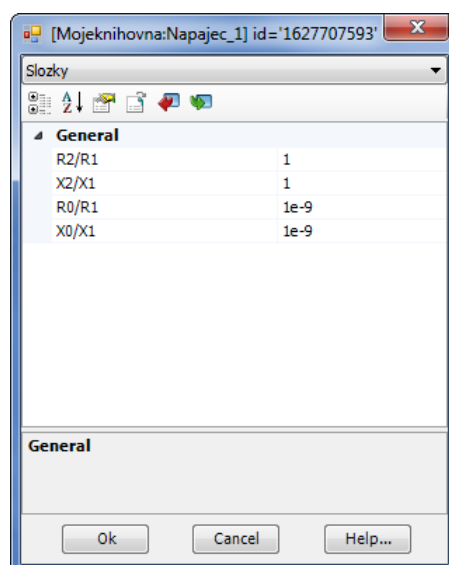 [Mojeknihovna:Napajec_1] id='1627707593'
Slozky
General
R2/R1 1
X2/X1 1
R0/R1 1e-9
X0/X1 1e-9
General
Ok Cancel Help...